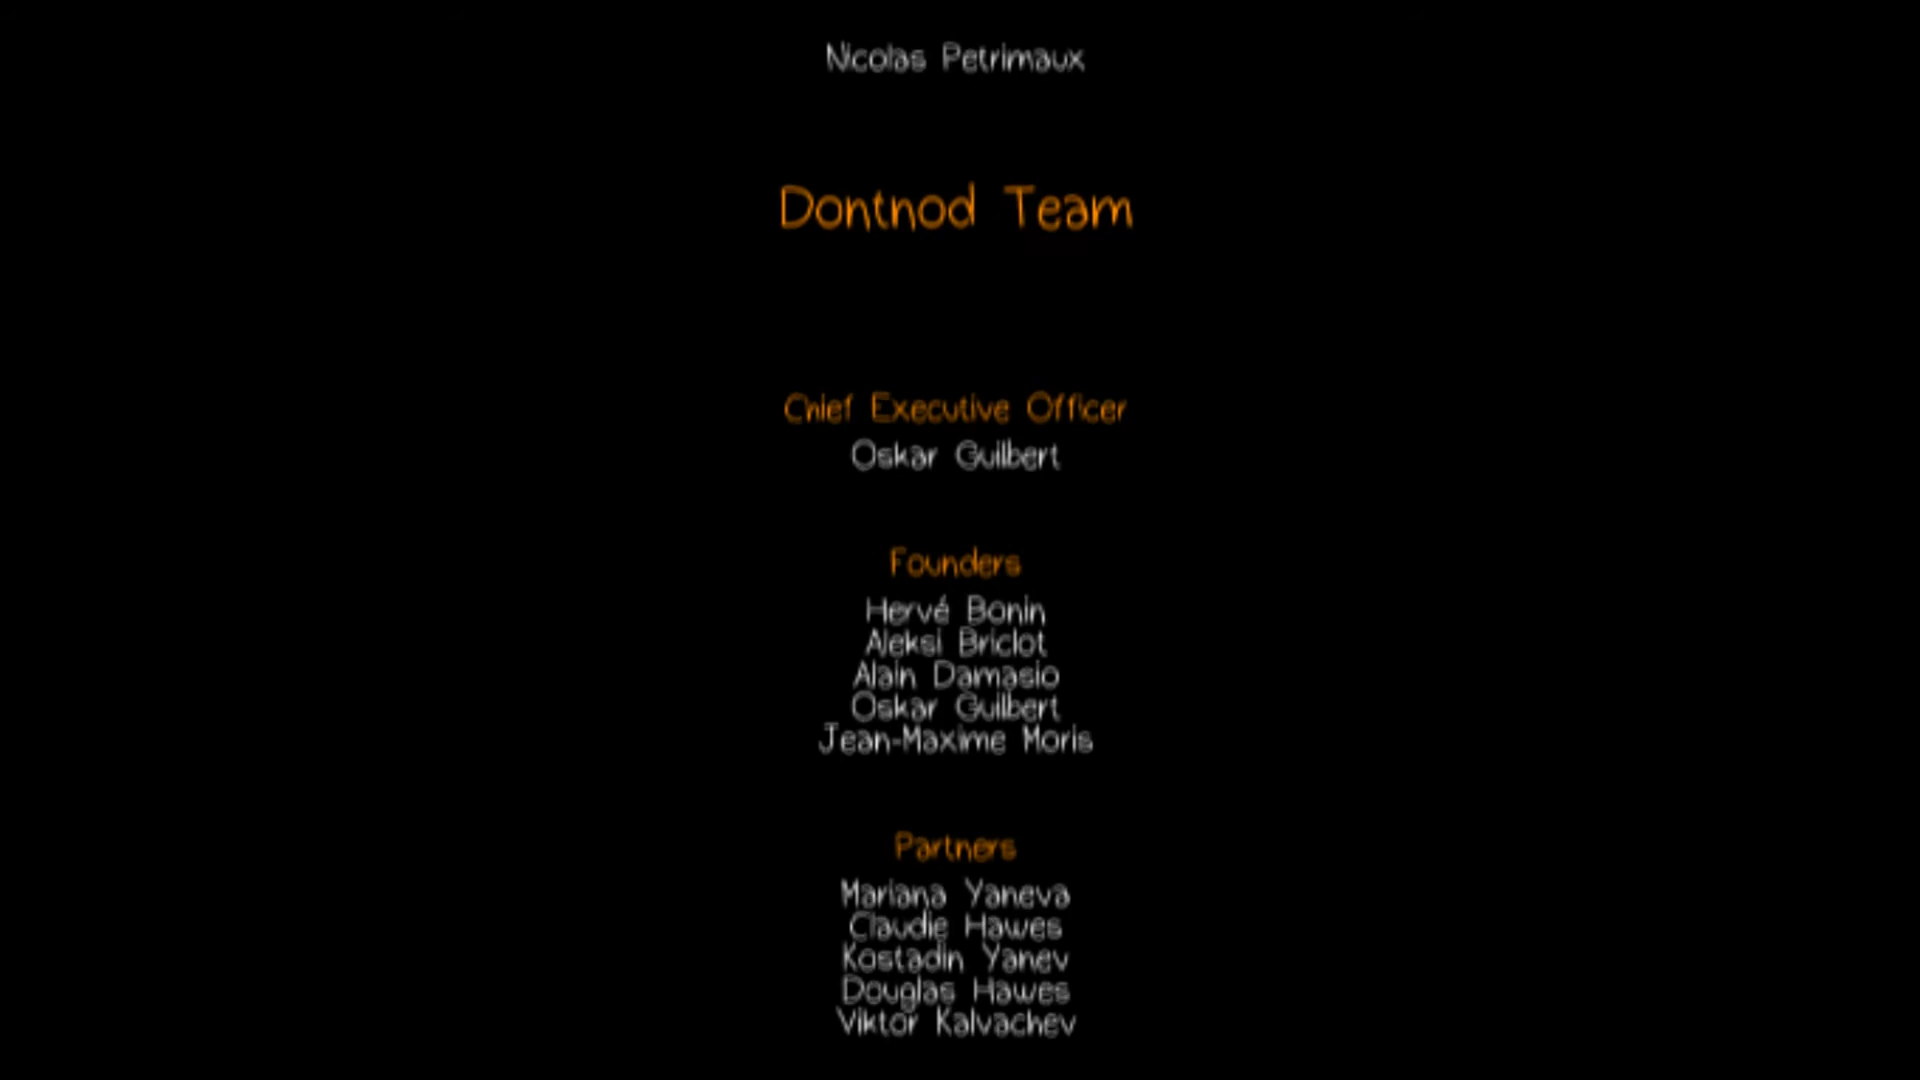 Nicolas Petrimaux
Dontnod Team
Chief Executive Officer
Oskar Guilbert
Founders
Hervé Bonin
Aleksi Briclot
Alain Damasio
Oskar Guilbert
Jean-Maxime Moris
Partners
Mariana Yaneva
Claudie Hawes
Kostadin Yanev
Douglas Hawes
Viktor Kalvachev